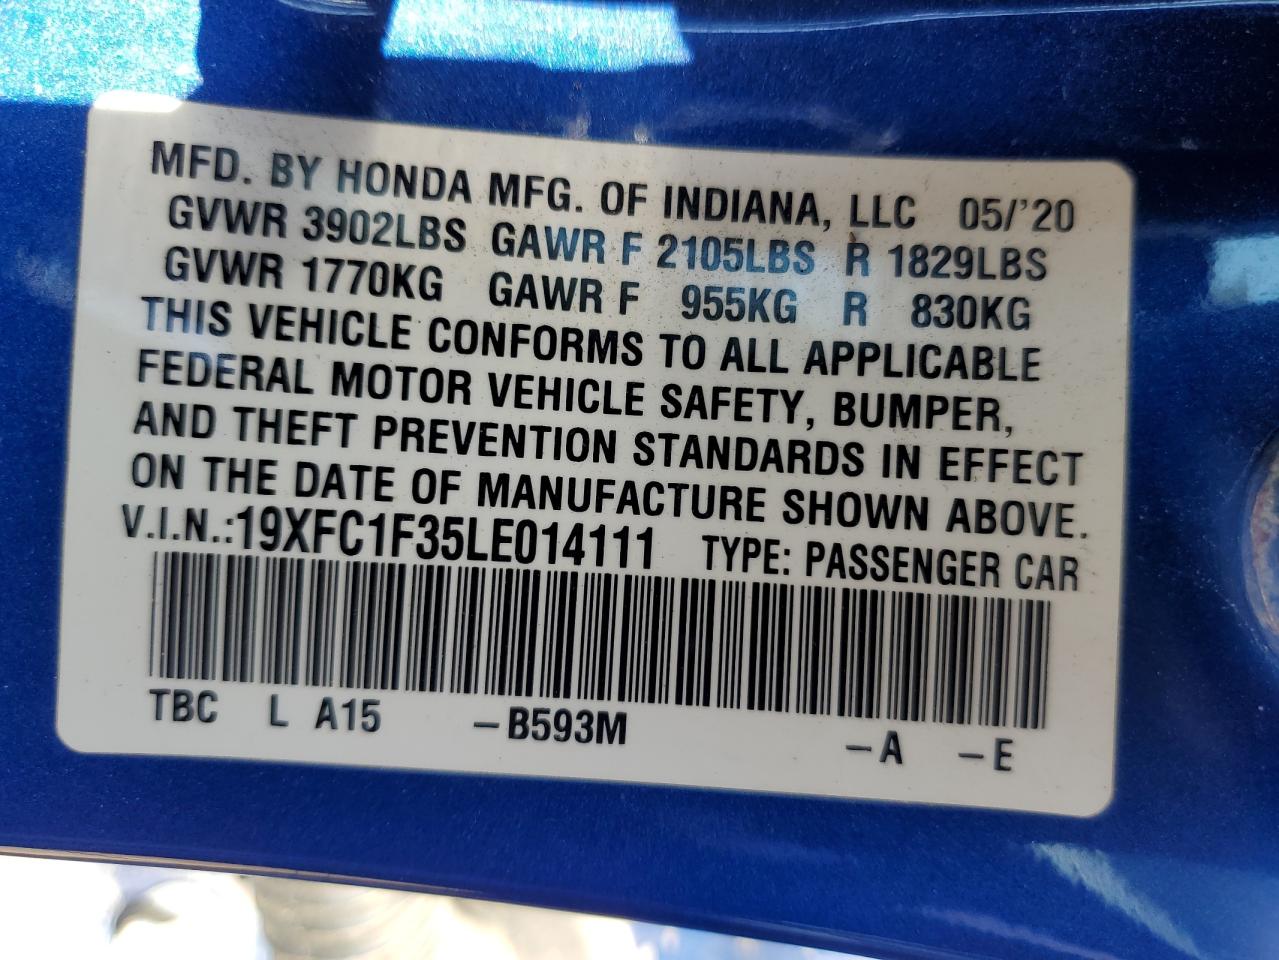 MFD. BY HONDA MFG. OF INDIANA, LLC 05/'20
GVWR 3902LBS GAWR F 2105LBS R 1829LBS
GVWR 1770KG GAWR F 955KG R 830KG
THIS VEHICLE CONFORMS TO ALL APPLICABLE
FEDERAL MOTOR VEHICLE SAFETY, BUMPER,
AND THEFT PREVENTION STANDARDS IN EFFECT
ON THE DATE OF MANUFACTURE SHOWN ABOVE.
V.I.N.:19XFC1F35LE014111 TYPE: PASSENGER CAR
TBC L A15 –B593M –A –E